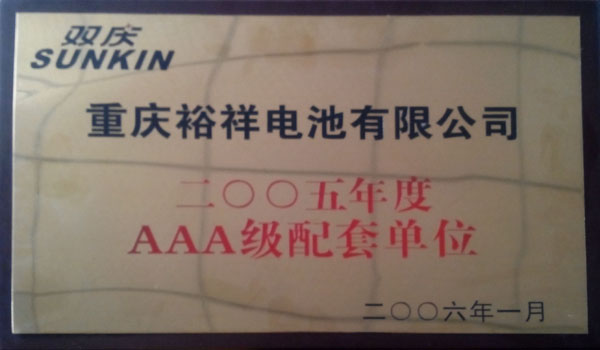 双庆
SUNKIN
重庆裕祥电池有限公司
二〇〇五年度
AAA级配套单位
二〇〇六年一月